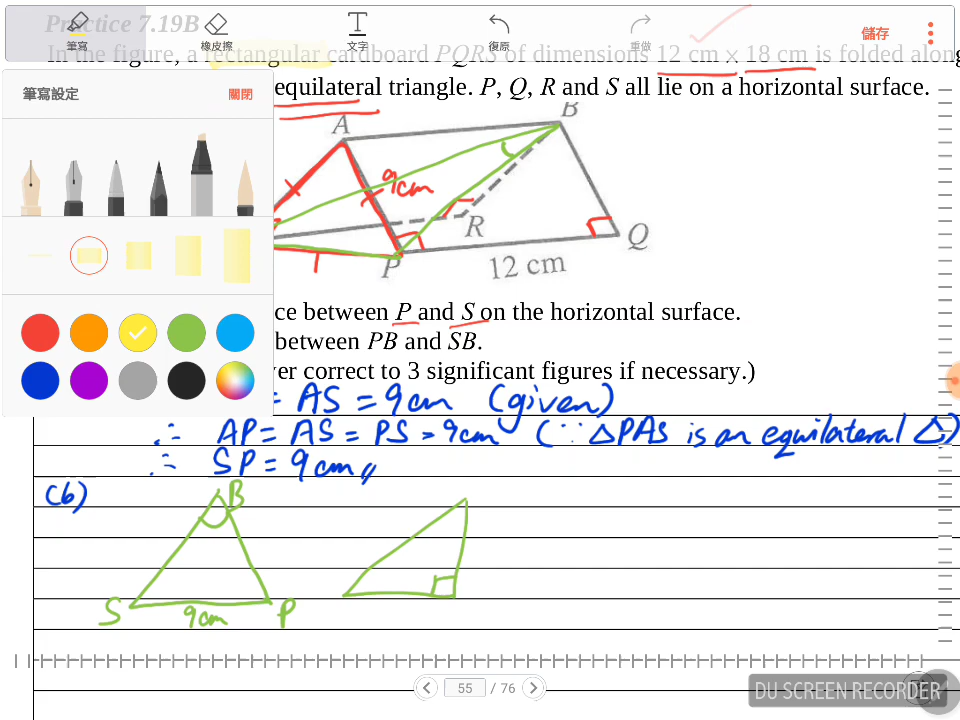 Practice 7.19B
筆寫
橡皮擦
文字
復原
重做
儲存
In the figure, a rectangular cardboard PQRS of dimensions 12 cm × 18 cm is folded along
筆寫設定
關閉
equilateral triangle. P, Q, R and S all lie on a horizontal surface.
A
B
9cm
R
Q
P
12 cm
ce between P and S on the horizontal surface.
between PB and SB.
er correct to 3 significant figures if necessary.)
= AS = 9cm (given)
∴ AP = AS = PS = 9cm (∵ △PAS is an equilateral △)
∴ SP = 9cm //
(b)
B
S
9cm
P
55 / 76
DU SCREEN RECORDER